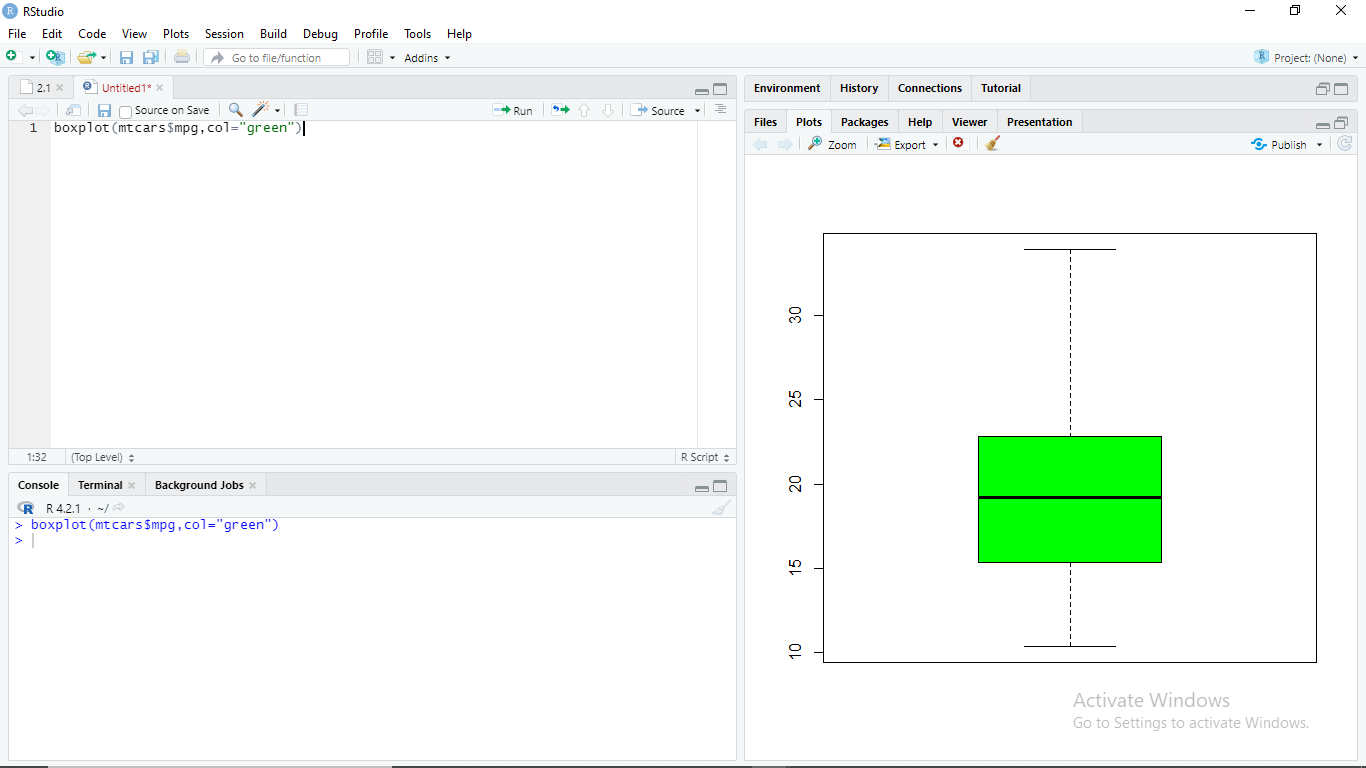 RStudio
File Edit Code View Plots Session Build Debug Profile Tools Help
Go to file/function Addins Project: (None)
2.1 Untitled1*
Source on Save Run Source
1 boxplot(mtcars$mpg,col="green")
1:32 (Top Level) R Script
Console Terminal Background Jobs
R 4.2.1 · ~/
> boxplot(mtcars$mpg,col="green")
>
Environment History Connections Tutorial
Files Plots Packages Help Viewer Presentation
Zoom Export Publish
30
25
20
15
10
Activate Windows
Go to Settings to activate Windows.